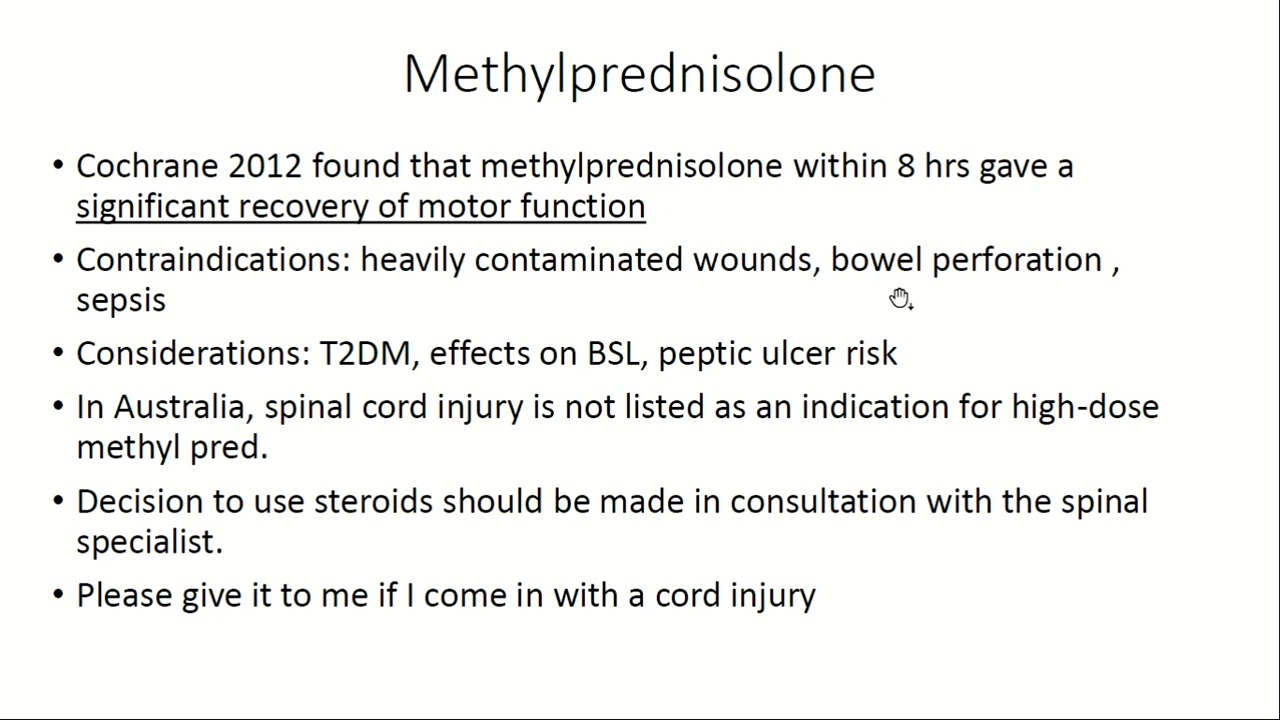 Methylprednisolone
• Cochrane 2012 found that methylprednisolone within 8 hrs gave a
significant recovery of motor function
• Contraindications: heavily contaminated wounds, bowel perforation ,
sepsis
• Considerations: T2DM, effects on BSL, peptic ulcer risk
• In Australia, spinal cord injury is not listed as an indication for high-dose
methyl pred.
• Decision to use steroids should be made in consultation with the spinal
specialist.
• Please give it to me if I come in with a cord injury